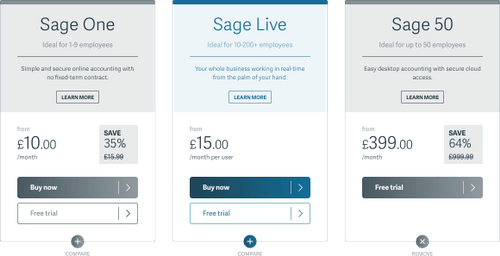 Sage One
Ideal for 1-9 employees
Simple and secure online accounting with
no fixed-term contract.
LEARN MORE
from
£10.00
/month
SAVE
35%
£15.99
Buy now
Free trial
COMPARE
Sage Live
Ideal for 10-200+ employees
Your whole business working in real-time
from the palm of your hand.
LEARN MORE
from
£15.00
/month per user
Buy now
Free trial
COMPARE
Sage 50
Ideal for up to 50 employees
Easy desktop accounting with secure cloud
access.
LEARN MORE
from
£399.00
/month
SAVE
64%
£999.99
Free trial
REMOVE